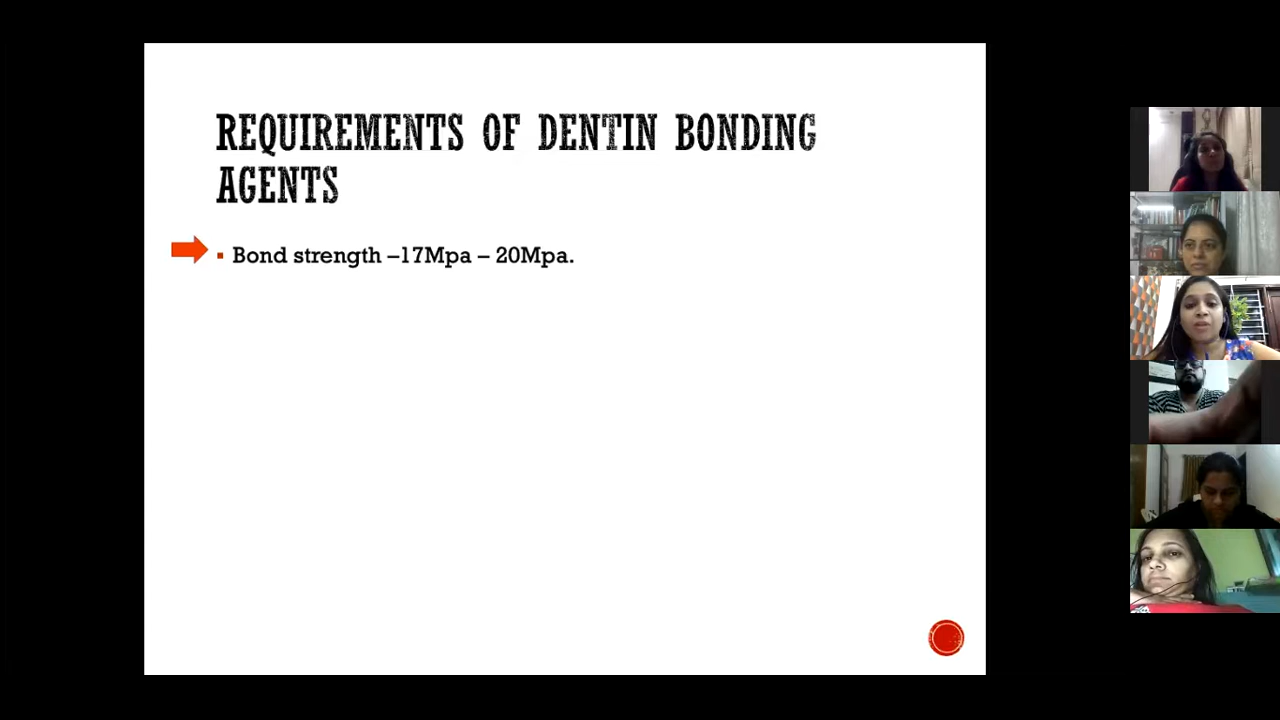 REQUIREMENTS OF DENTIN BONDING
AGENTS
▪ Bond strength –17Mpa – 20Mpa.